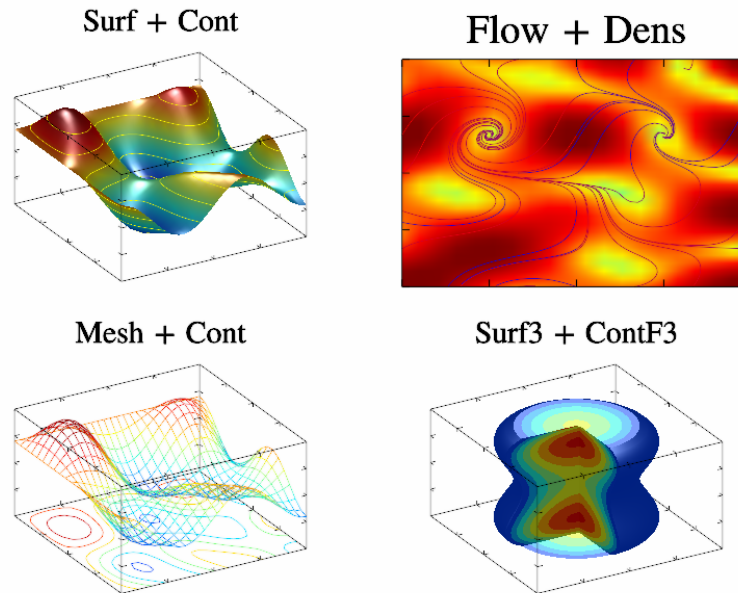 Surf + Cont
Flow + Dens
Mesh + Cont
Surf3 + ContF3